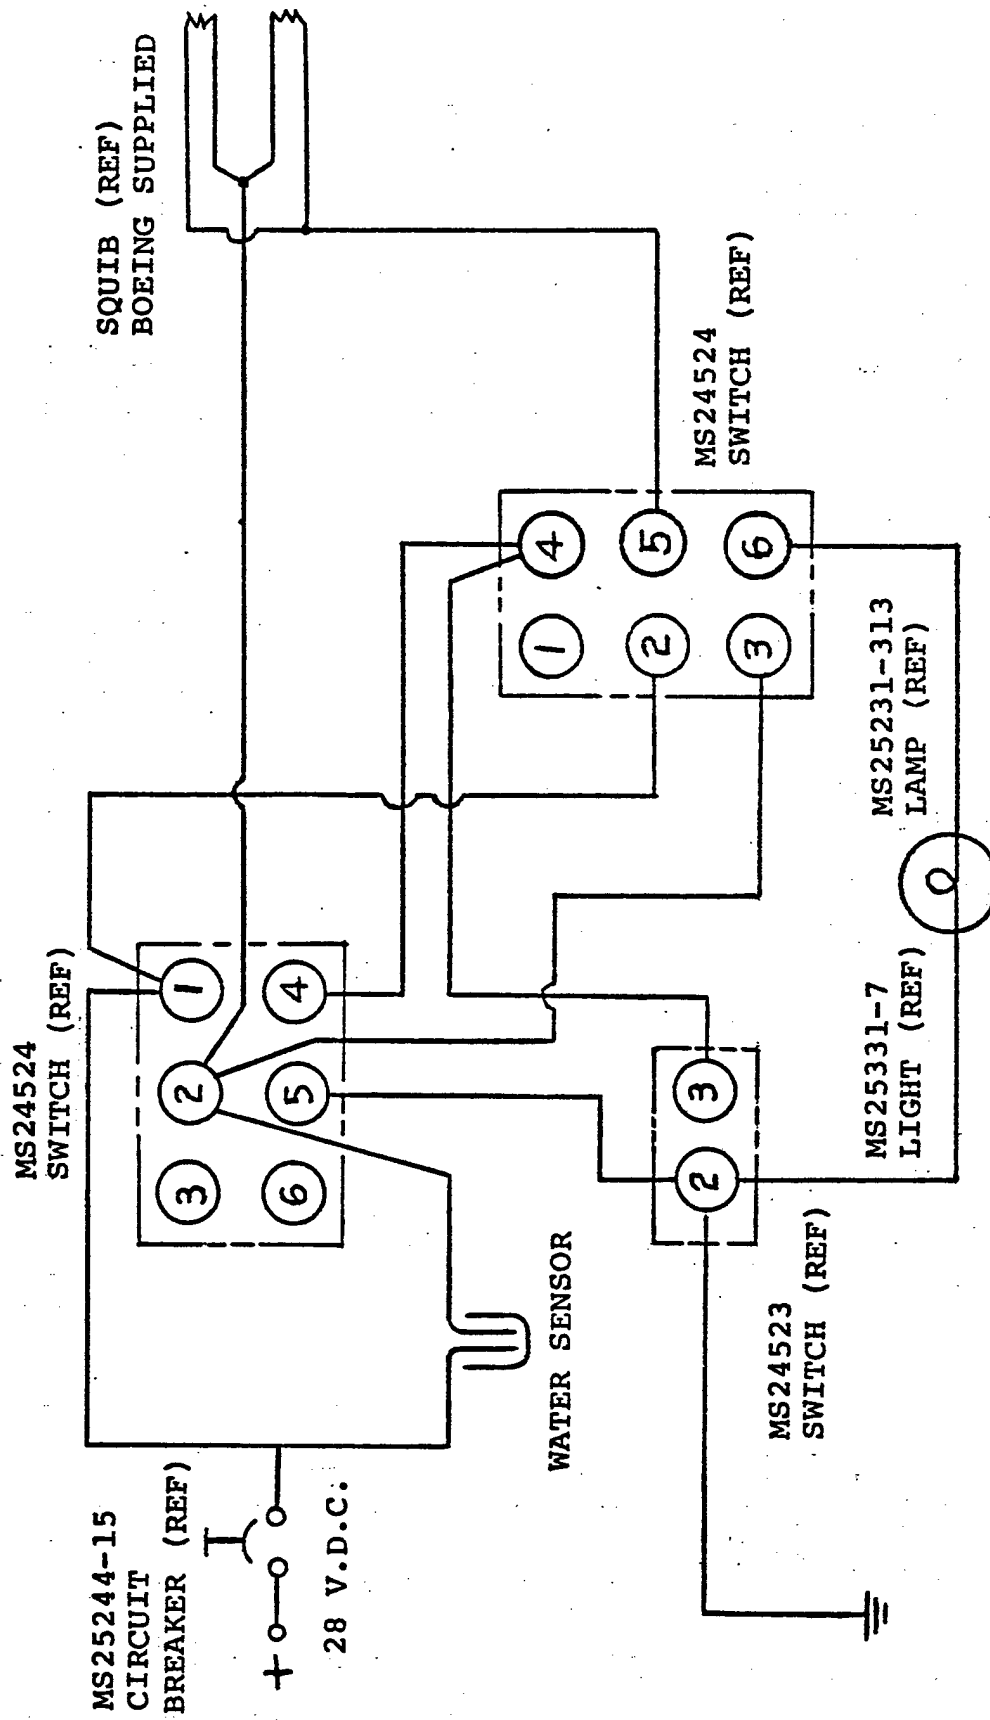 SQUIB (REF)
BOEING SUPPLIED
MS24524
SWITCH (REF)
1
2
3
4
5
6
MS24524
SWITCH (REF)
1
2
3
4
5
6
MS25244-15
CIRCUIT
BREAKER (REF)
+
28 V.D.C.
WATER SENSOR
MS24523
SWITCH (REF)
2
3
MS25331-7
LIGHT (REF)
MS25231-313
LAMP (REF)